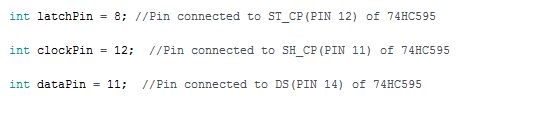 int latchPin = 8; //Pin connected to ST_CP(PIN 12) of 74HC595
int clockPin = 12;  //Pin connected to SH_CP(PIN 11) of 74HC595
int dataPin = 11;  //Pin connected to DS(PIN 14) of 74HC595